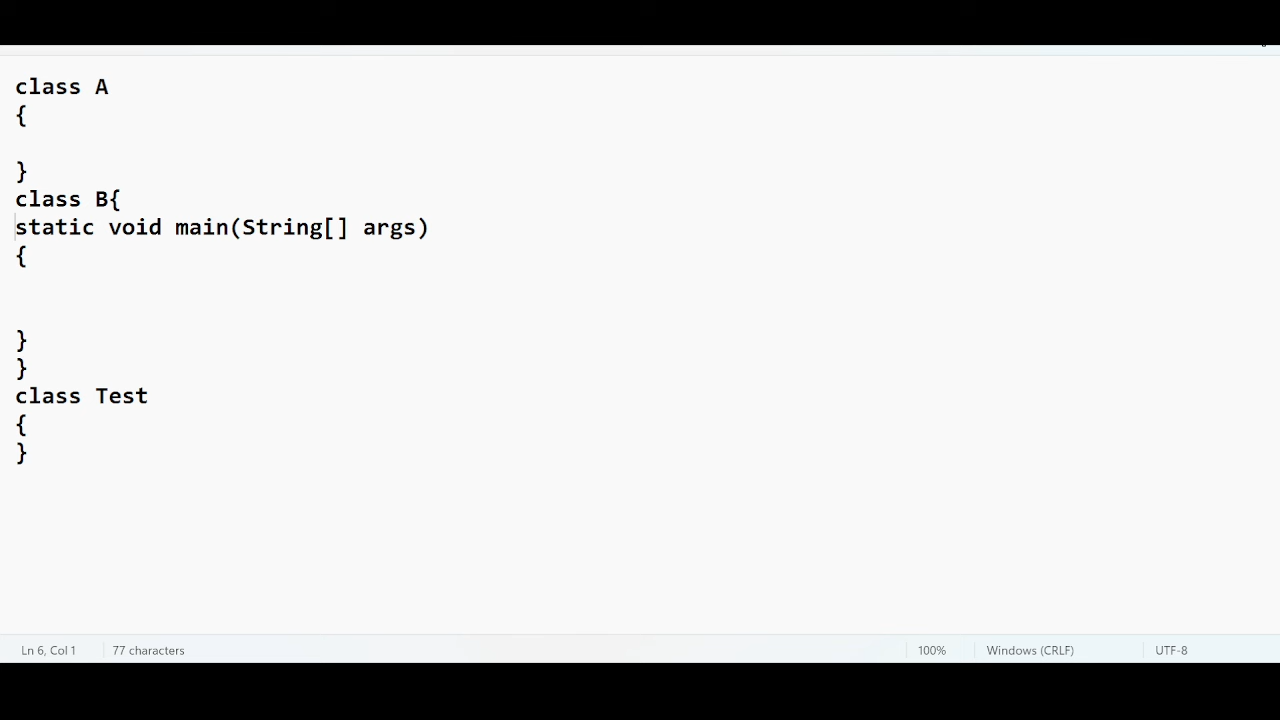 class A
{
}
class B{
static void main(String[] args)
{
}
}
class Test
{
}
Ln 6, Col 1 77 characters 100% Windows (CRLF) UTF-8